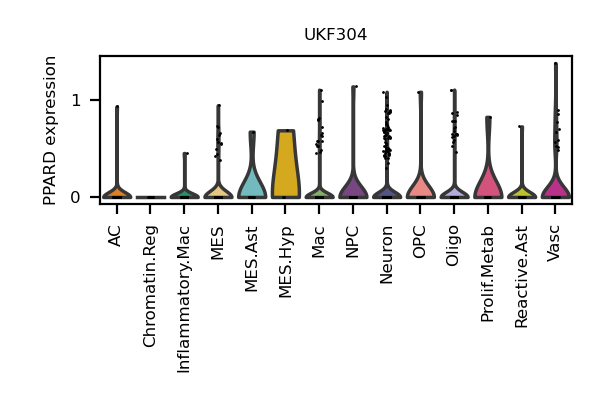 UKF304
PPARD expression
1
0
AC
Chromatin.Reg
Inflammatory.Mac
MES
MES.Ast
MES.Hyp
Mac
NPC
Neuron
OPC
Oligo
Prolif.Metab
Reactive.Ast
Vasc